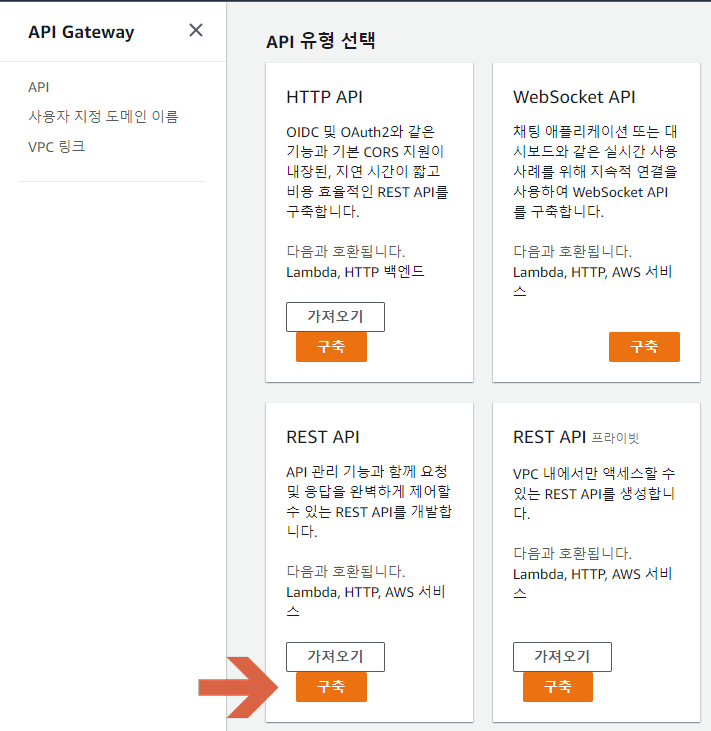 API Gateway
API
사용자 지정 도메인 이름
VPC 링크
API 유형 선택
HTTP API
OIDC 및 OAuth2와 같은
기능과 기본 CORS 지원이
내장된, 지연 시간이 짧고
비용 효율적인 REST API를
구축합니다.
다음과 호환됩니다.
Lambda, HTTP 백엔드
가져오기
구축
WebSocket API
채팅 애플리케이션 또는 대
시보드와 같은 실시간 사용
사례를 위해 지속적 연결을
사용하여 WebSocket API
를 구축합니다.
다음과 호환됩니다.
Lambda, HTTP, AWS 서비
스
구축
REST API
API 관리 기능과 함께 요청
및 응답을 완벽하게 제어할
수 있는 REST API를 개발합
니다.
다음과 호환됩니다.
Lambda, HTTP, AWS 서비
스
가져오기
구축
REST API 프라이빗
VPC 내에서만 액세스할 수
있는 REST API를 생성합니
다.
다음과 호환됩니다.
Lambda, HTTP, AWS 서비
스
가져오기
구축